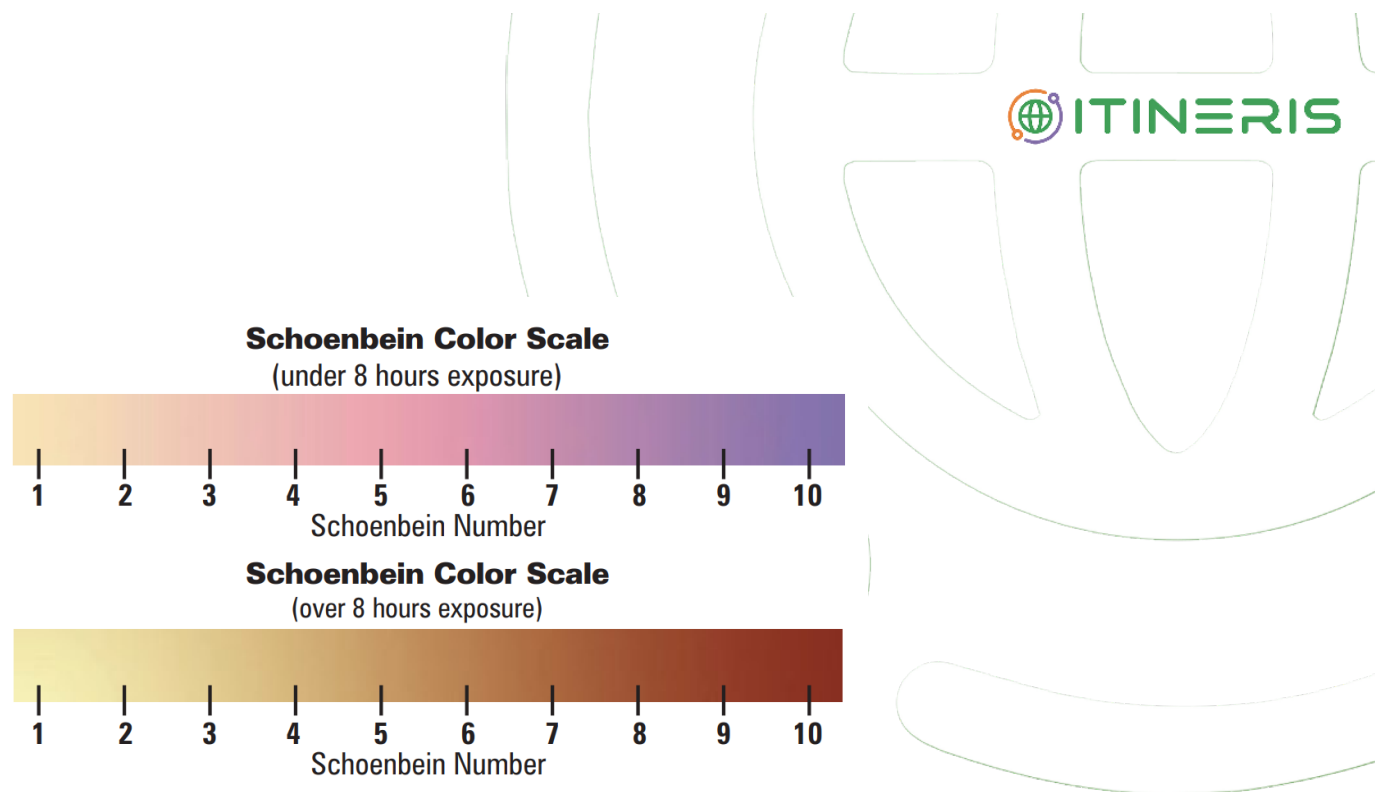 ITINERIS
Schoenbein Color Scale
(under 8 hours exposure)
1 2 3 4 5 6 7 8 9 10
Schoenbein Number
Schoenbein Color Scale
(over 8 hours exposure)
1 2 3 4 5 6 7 8 9 10
Schoenbein Number